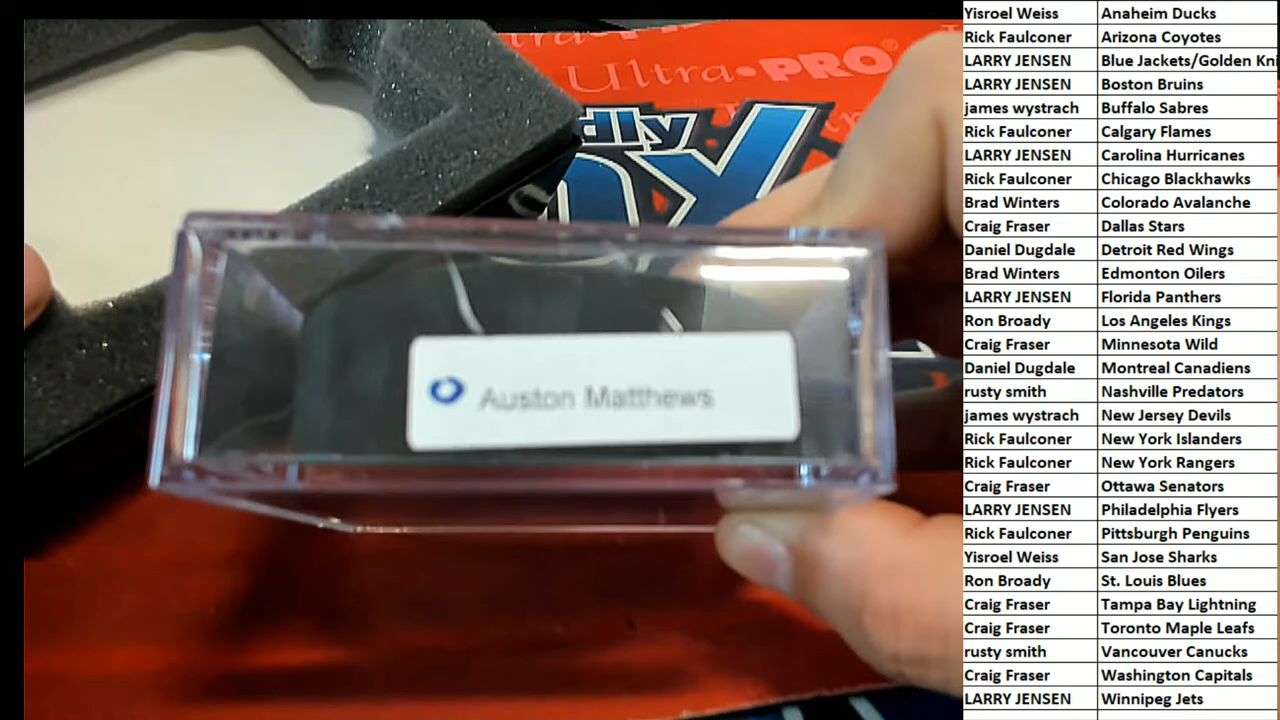 Ultra PRO
dly
Auston Matthews
Yisroel Weiss Anaheim Ducks
Rick Faulconer Arizona Coyotes
LARRY JENSEN Blue Jackets/Golden Kni
LARRY JENSEN Boston Bruins
james wystrach Buffalo Sabres
Rick Faulconer Calgary Flames
LARRY JENSEN Carolina Hurricanes
Rick Faulconer Chicago Blackhawks
Brad Winters Colorado Avalanche
Craig Fraser Dallas Stars
Daniel Dugdale Detroit Red Wings
Brad Winters Edmonton Oilers
LARRY JENSEN Florida Panthers
Ron Broady Los Angeles Kings
Craig Fraser Minnesota Wild
Daniel Dugdale Montreal Canadiens
rusty smith Nashville Predators
james wystrach New Jersey Devils
Rick Faulconer New York Islanders
Rick Faulconer New York Rangers
Craig Fraser Ottawa Senators
LARRY JENSEN Philadelphia Flyers
Rick Faulconer Pittsburgh Penguins
Yisroel Weiss San Jose Sharks
Ron Broady St. Louis Blues
Craig Fraser Tampa Bay Lightning
Craig Fraser Toronto Maple Leafs
rusty smith Vancouver Canucks
Craig Fraser Washington Capitals
LARRY JENSEN Winnipeg Jets